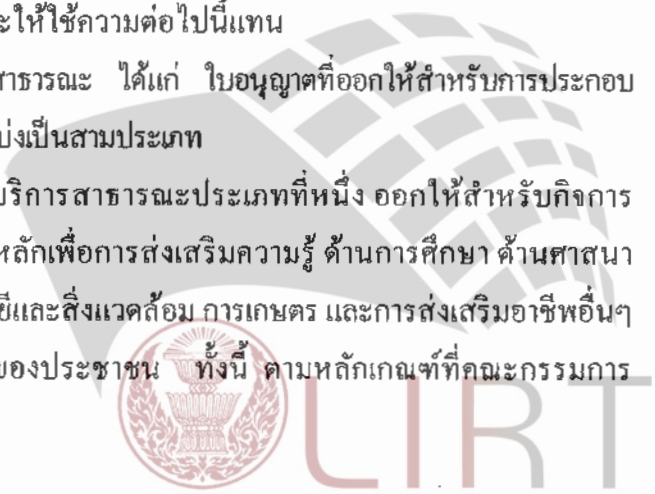 ะให้ใช้ความต่อไปนี้แทน
สาธารณะ ได้แก่ ใบอนุญาตที่ออกให้สำหรับการประกอบ
บ่งเป็นสามประเภท
บริการสาธารณะประเภทที่หนึ่ง ออกให้สำหรับกิจการ
หลักเพื่อการส่งเสริมความรู้ ด้านการศึกษา ด้านศาสนา
ยีและสิ่งแวดล้อม การเกษตร และการส่งเสริมอาชีพอื่นๆ
ของประชาชน ทั้งนี้ ตามหลักเกณฑ์ที่คณะกรรมการ
LIRT